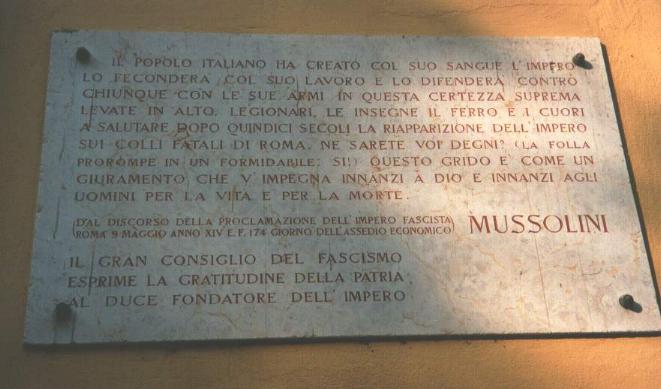 IL POPOLO ITALIANO HA CREATO COL SUO SANGUE L'IMPERO
LO FECONDERÀ COL SUO LAVORO E LO DIFENDERÀ CONTRO
CHIUNQUE CON LE SUE ARMI IN QUESTA CERTEZZA SUPREMA
LEVATE IN ALTO, LEGIONARI, LE INSEGNE IL FERRO E I CUORI
A SALUTARE DOPO QUINDICI SECOLI LA RIAPPARIZIONE DELL'IMPERO
SUI COLLI FATALI DI ROMA. NE SARETE VOI DEGNI? (LA FOLLA
PROROMPE IN UN FORMIDABILE: SI!) QUESTO GRIDO È COME UN
GIURAMENTO CHE V'IMPEGNA INNANZI A DIO E INNANZI AGLI
UOMINI PER LA VITA E PER LA MORTE.
(DAL DISCORSO DELLA PROCLAMAZIONE DELL'IMPERO FASCISTA
ROMA 9 MAGGIO ANNO XIV E.F. 174 GIORNO DELL'ASSEDIO ECONOMICO) MUSSOLINI
IL GRAN CONSIGLIO DEL FASCISMO
ESPRIME LA GRATITUDINE DELLA PATRIA
AL DUCE FONDATORE DELL'IMPERO